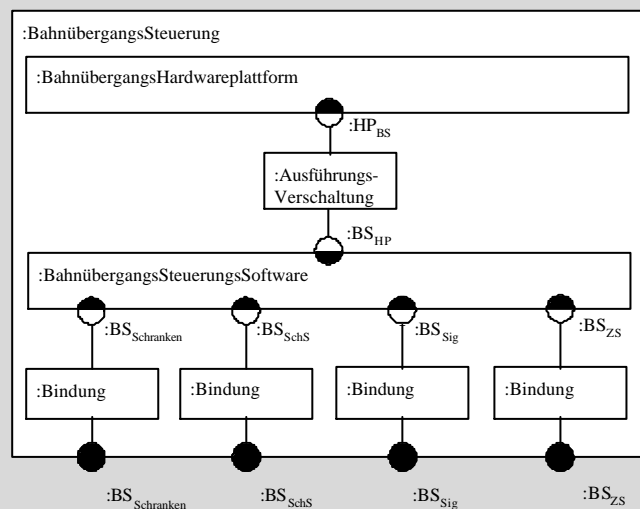 :BahnübergangsSteuerung
:BahnübergangsHardwareplattform
:HP_BS
:Ausführungs-
Verschaltung
:BS_HP
:BahnübergangsSteuerungsSoftware
:BS_Schranken :BS_SchS :BS_Sig :BS_ZS
:Bindung :Bindung :Bindung :Bindung
:BS_Schranken :BS_SchS :BS_Sig :BS_ZS